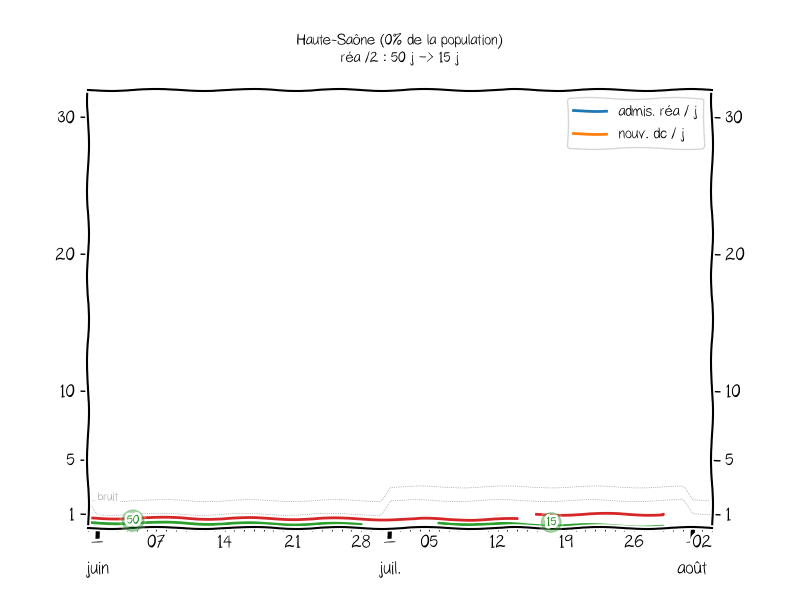 Haute-Saône (0% de la population)
réa /2 : 50 j -> 15 j
admis. réa / j
nouv. dc / j
30
30
20
20
10
10
5
5
bruit
1
1
50
15
07
14
21
28
05
12
19
26
02
juin
juil.
août